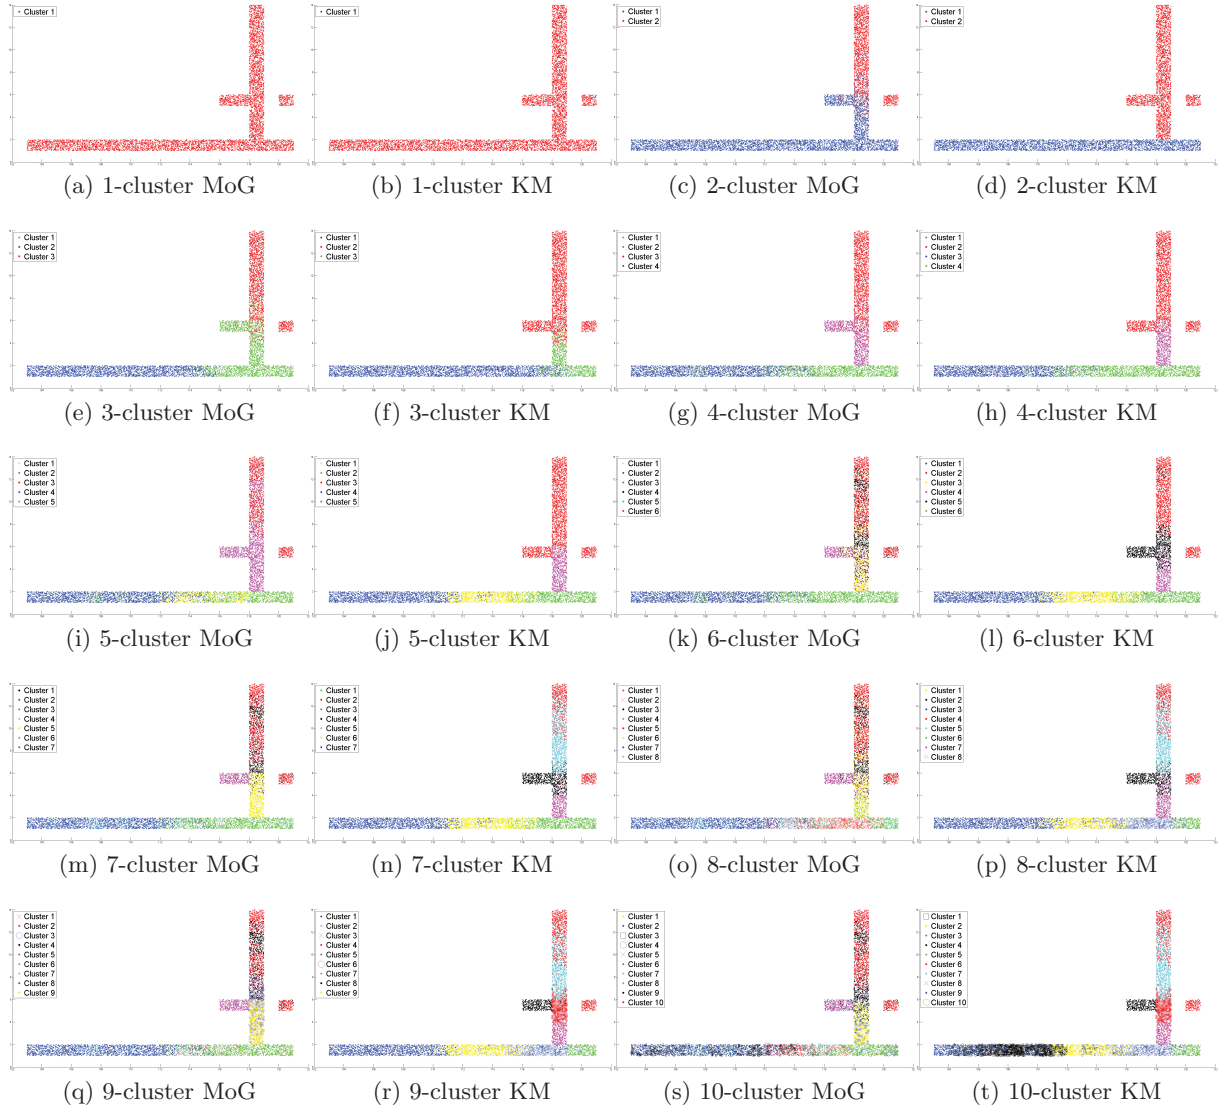 Cluster 1
(a) 1-cluster MoG
Cluster 1
(b) 1-cluster KM
Cluster 1
Cluster 2
(c) 2-cluster MoG
Cluster 1
Cluster 2
(d) 2-cluster KM
Cluster 1
Cluster 2
Cluster 3
(e) 3-cluster MoG
Cluster 1
Cluster 2
Cluster 3
(f) 3-cluster KM
Cluster 1
Cluster 2
Cluster 3
Cluster 4
(g) 4-cluster MoG
Cluster 1
Cluster 2
Cluster 3
Cluster 4
(h) 4-cluster KM
Cluster 1
Cluster 2
Cluster 3
Cluster 4
Cluster 5
(i) 5-cluster MoG
Cluster 1
Cluster 2
Cluster 3
Cluster 4
Cluster 5
(j) 5-cluster KM
Cluster 1
Cluster 2
Cluster 3
Cluster 4
Cluster 5
Cluster 6
(k) 6-cluster MoG
Cluster 1
Cluster 2
Cluster 3
Cluster 4
Cluster 5
Cluster 6
(l) 6-cluster KM
Cluster 1
Cluster 2
Cluster 3
Cluster 4
Cluster 5
Cluster 6
Cluster 7
(m) 7-cluster MoG
Cluster 1
Cluster 2
Cluster 3
Cluster 4
Cluster 5
Cluster 6
Cluster 7
(n) 7-cluster KM
Cluster 1
Cluster 2
Cluster 3
Cluster 4
Cluster 5
Cluster 6
Cluster 7
Cluster 8
(o) 8-cluster MoG
Cluster 1
Cluster 2
Cluster 3
Cluster 4
Cluster 5
Cluster 6
Cluster 7
Cluster 8
(p) 8-cluster KM
Cluster 1
Cluster 2
Cluster 3
Cluster 4
Cluster 5
Cluster 6
Cluster 7
Cluster 8
Cluster 9
(q) 9-cluster MoG
Cluster 1
Cluster 2
Cluster 3
Cluster 4
Cluster 5
Cluster 6
Cluster 7
Cluster 8
Cluster 9
(r) 9-cluster KM
Cluster 1
Cluster 2
Cluster 3
Cluster 4
Cluster 5
Cluster 6
Cluster 7
Cluster 8
Cluster 9
Cluster 10
(s) 10-cluster MoG
Cluster 1
Cluster 2
Cluster 3
Cluster 4
Cluster 5
Cluster 6
Cluster 7
Cluster 8
Cluster 9
Cluster 10
(t) 10-cluster KM